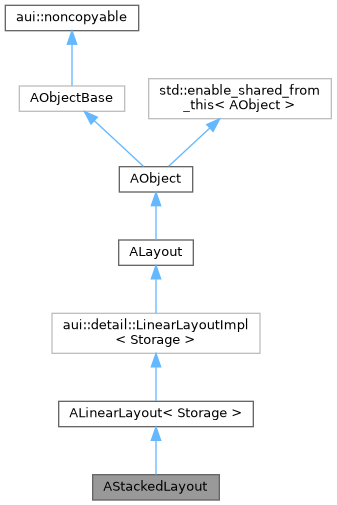 aui::noncopyable
AObjectBase
std::enable_shared_from
_this< AObject >
AObject
ALayout
aui::detail::LinearLayoutImpl
< Storage >
ALinearLayout< Storage >
AStackedLayout